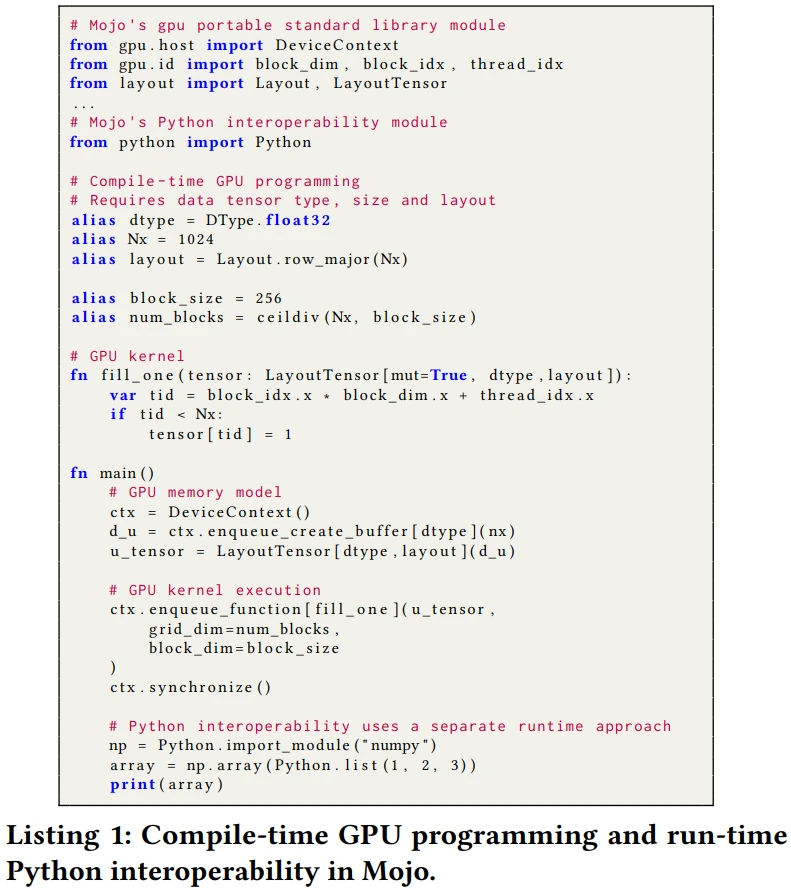 # Mojo's gpu portable standard library module
from gpu.host import DeviceContext
from gpu.id import block_dim, block_idx, thread_idx
from layout import Layout, LayoutTensor
...
# Mojo's Python interoperability module
from python import Python

# Compile-time GPU programming
# Requires data tensor type, size and layout
alias dtype = DType.float32
alias Nx = 1024
alias layout = Layout.row_major(Nx)

alias block_size = 256
alias num_blocks = ceildiv(Nx, block_size)

# GPU kernel
fn fill_one(tensor: LayoutTensor[mut=True, dtype,layout]):
    var tid = block_idx.x * block_dim.x + thread_idx.x
    if tid < Nx:
        tensor[tid] = 1

fn main()
    # GPU memory model
    ctx = DeviceContext()
    d_u = ctx.enqueue_create_buffer[dtype](nx)
    u_tensor = LayoutTensor[dtype,layout](d_u)

    # GPU kernel execution
    ctx.enqueue_function[fill_one](u_tensor,
        grid_dim=num_blocks,
        block_dim=block_size
    )
    ctx.synchronize()

    # Python interoperability uses a separate runtime approach
    np = Python.import_module("numpy")
    array = np.array(Python.list(1, 2, 3))
    print(array)
Listing 1: Compile-time GPU programming and run-time
Python interoperability in Mojo.